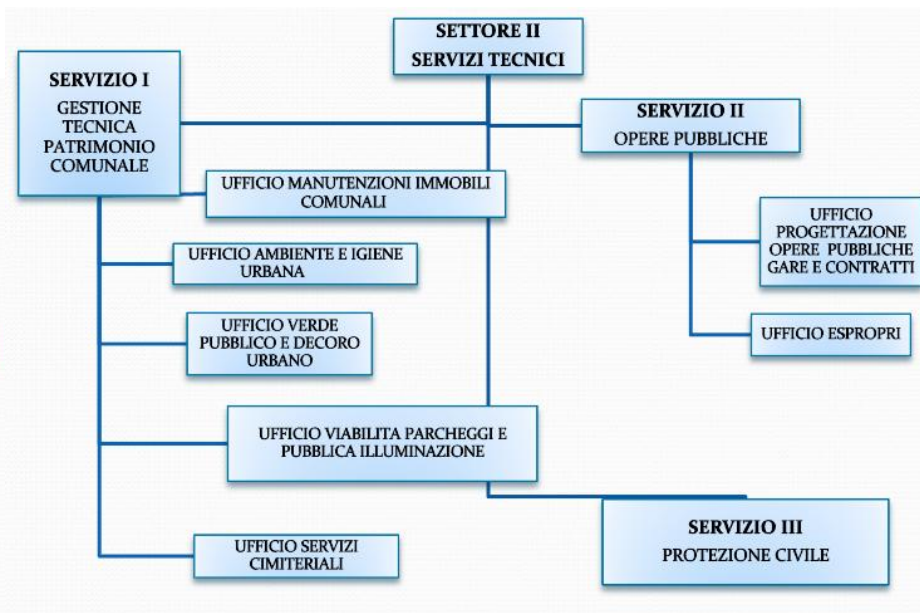 SETTORE II
SERVIZI TECNICI
SERVIZIO I
GESTIONE
TECNICA
PATRIMONIO
COMUNALE
SERVIZIO II
OPERE PUBBLICHE
UFFICIO MANUTENZIONI IMMOBILI
COMUNALI
UFFICIO AMBIENTE E IGIENE
URBANA
UFFICIO VERDE
PUBBLICO E DECORO
URBANO
UFFICIO VIABILITA PARCHEGGI E
PUBBLICA ILLUMINAZIONE
UFFICIO SERVIZI
CIMITERIALI
UFFICIO
PROGETTAZIONE
OPERE PUBBLICHE
GARE E CONTRATTI
UFFICIO ESPROPRI
SERVIZIO III
PROTEZIONE CIVILE